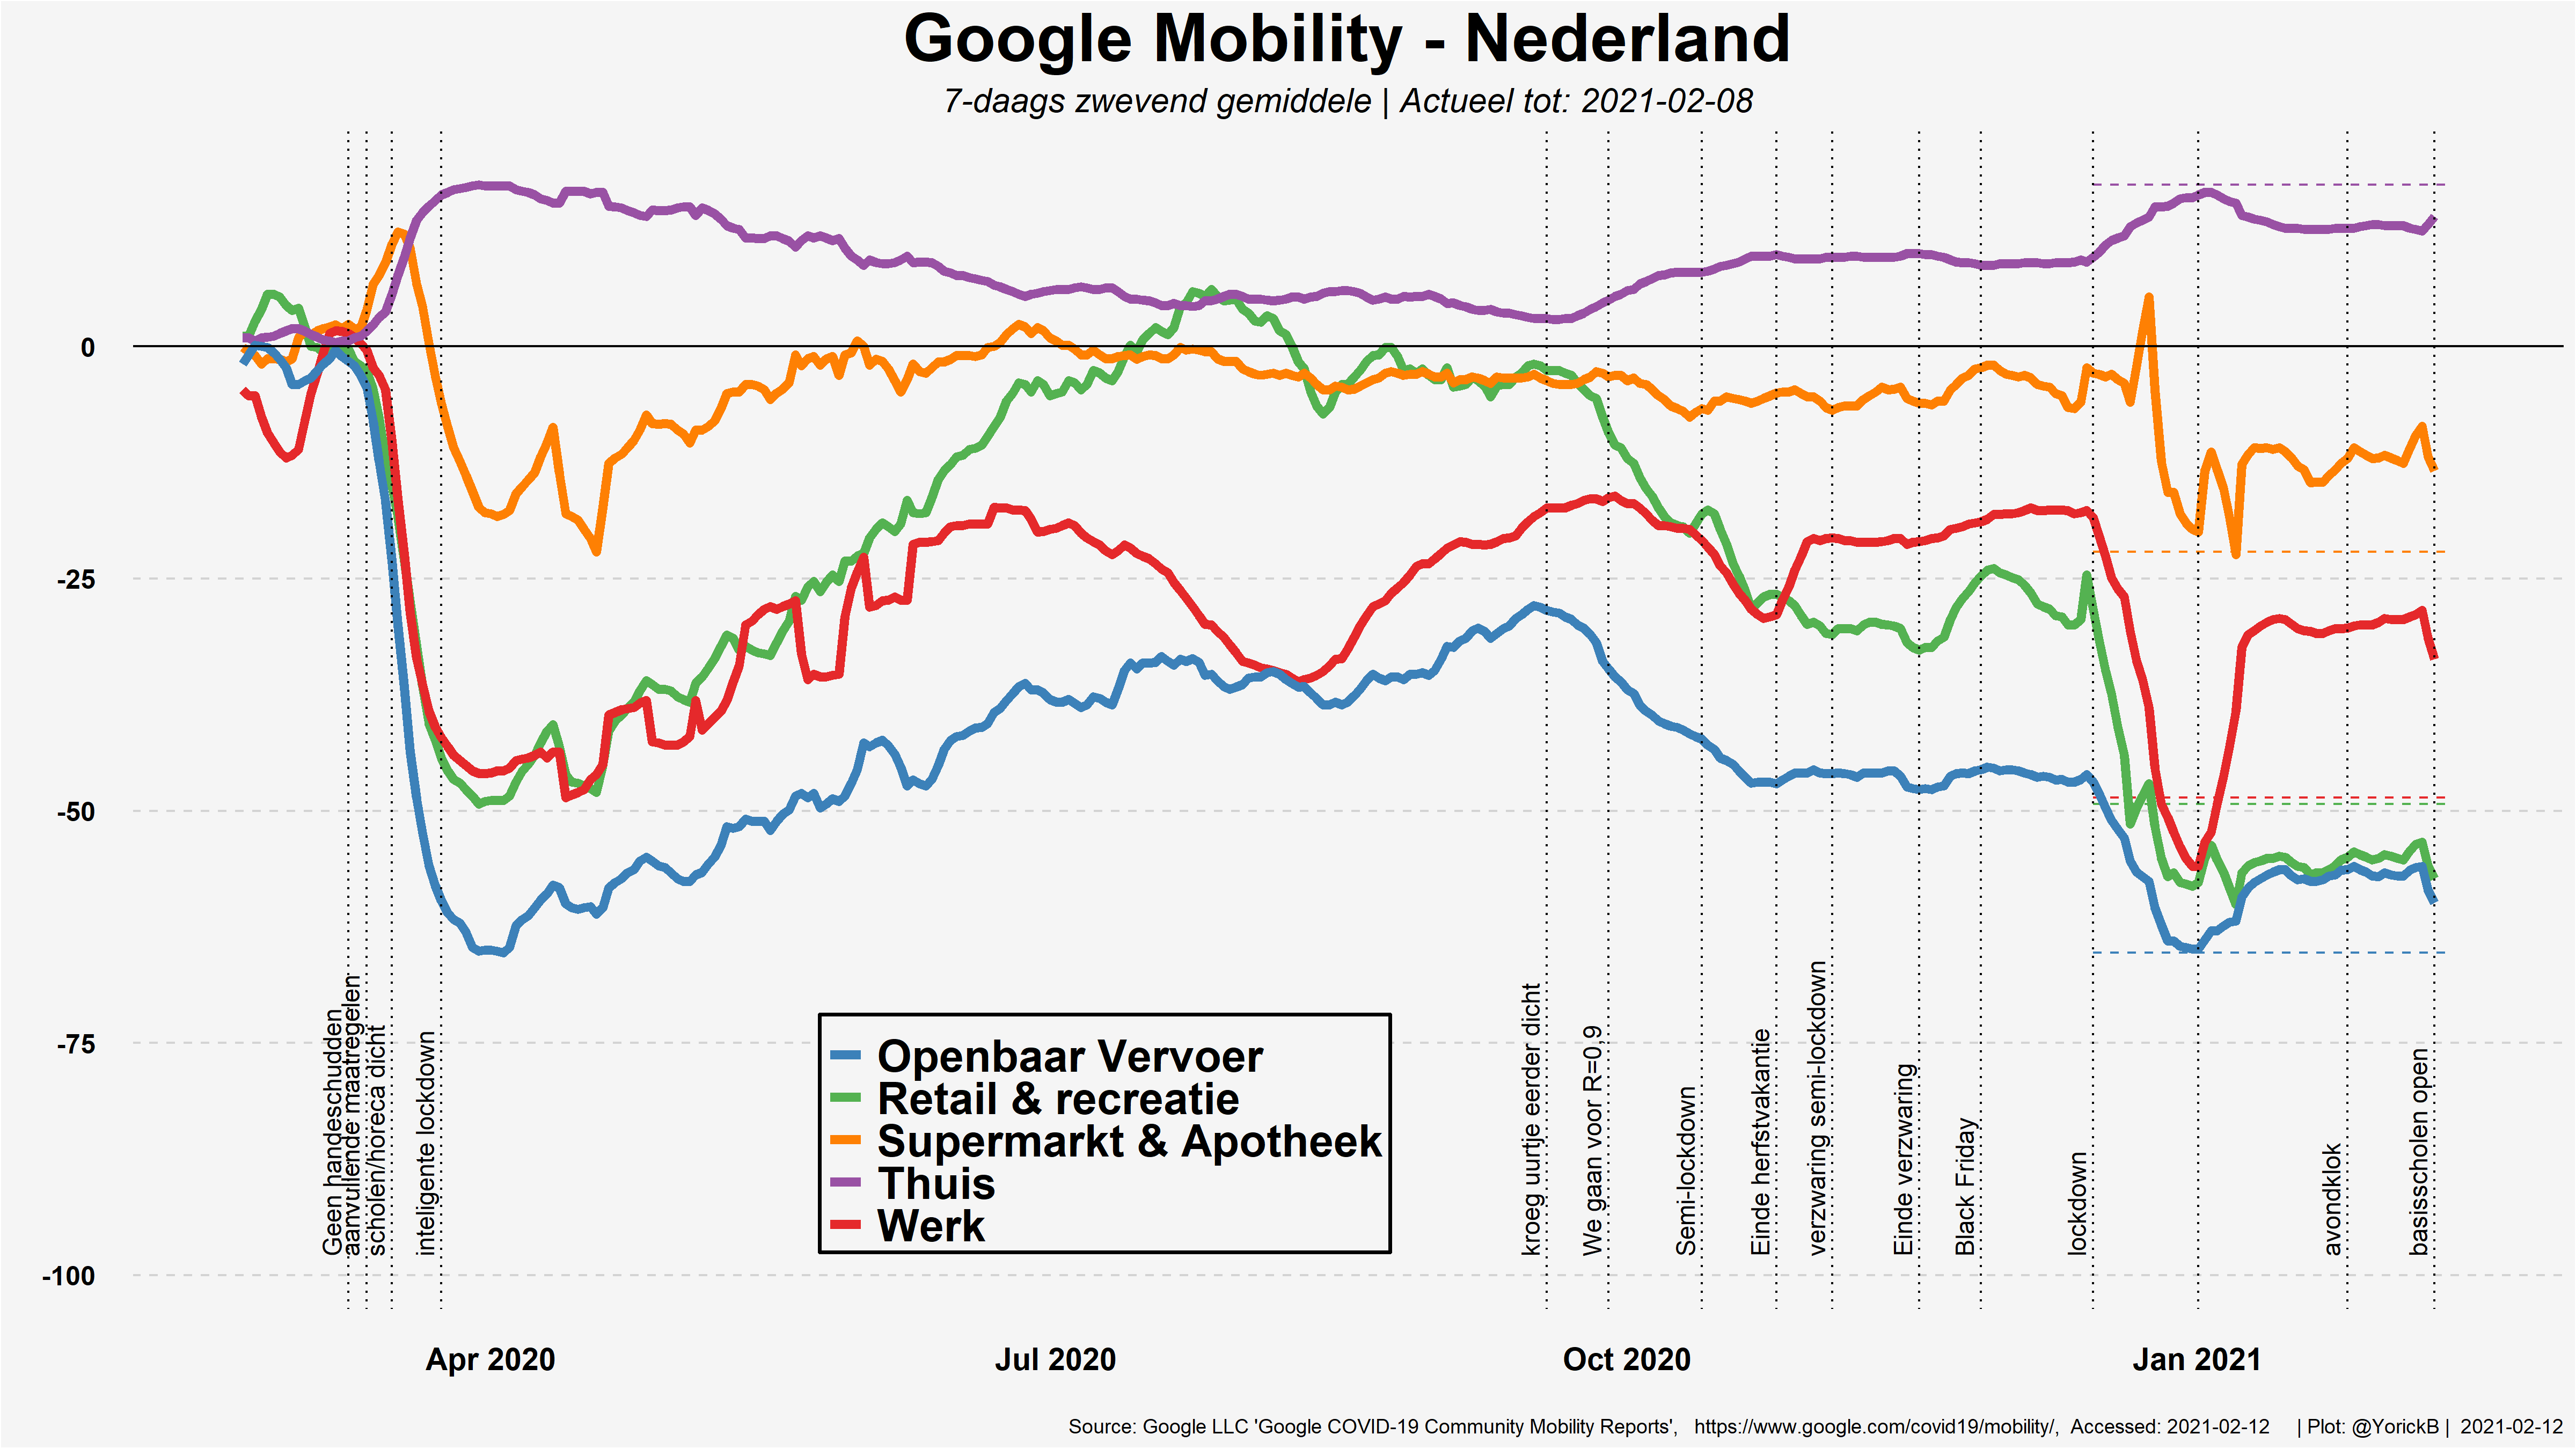 Google Mobility - Nederland
7-daags zwevend gemiddele | Actueel tot: 2021-02-08
0
-25
-50
-75
-100
Geen handeschudden
aanvullende maatregelen
scholen/horeca dicht
inteligente lockdown
kroeg uurtje eerder dicht
We gaan voor R=0,9
Semi-lockdown
Einde herfstvakantie
verzwaring semi-lockdown
Einde verzwaring
Black Friday
lockdown
avondklok
basisscholen open
Openbaar Vervoer
Retail & recreatie
Supermarkt & Apotheek
Thuis
Werk
Apr 2020
Jul 2020
Oct 2020
Jan 2021
Source: Google LLC 'Google COVID-19 Community Mobility Reports', https://www.google.com/covid19/mobility/, Accessed: 2021-02-12 | Plot: @YorickB | 2021-02-12